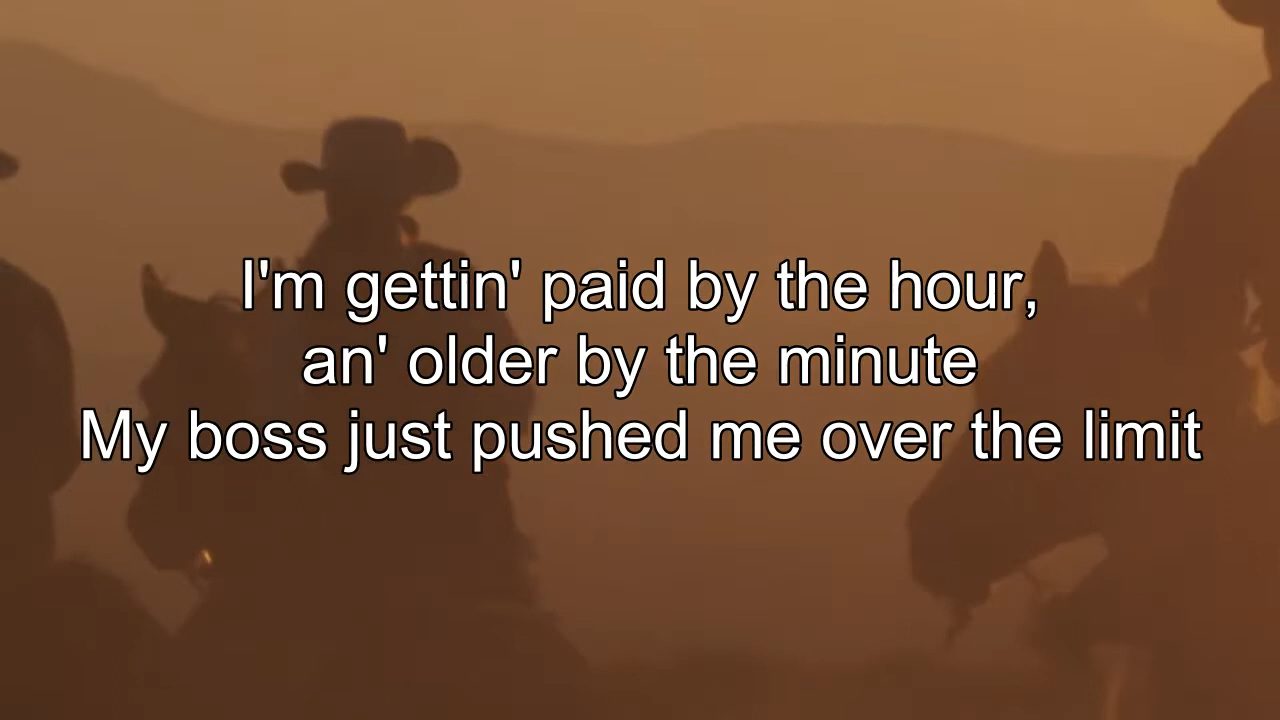 I'm gettin' paid by the hour,
an' older by the minute
My boss just pushed me over the limit